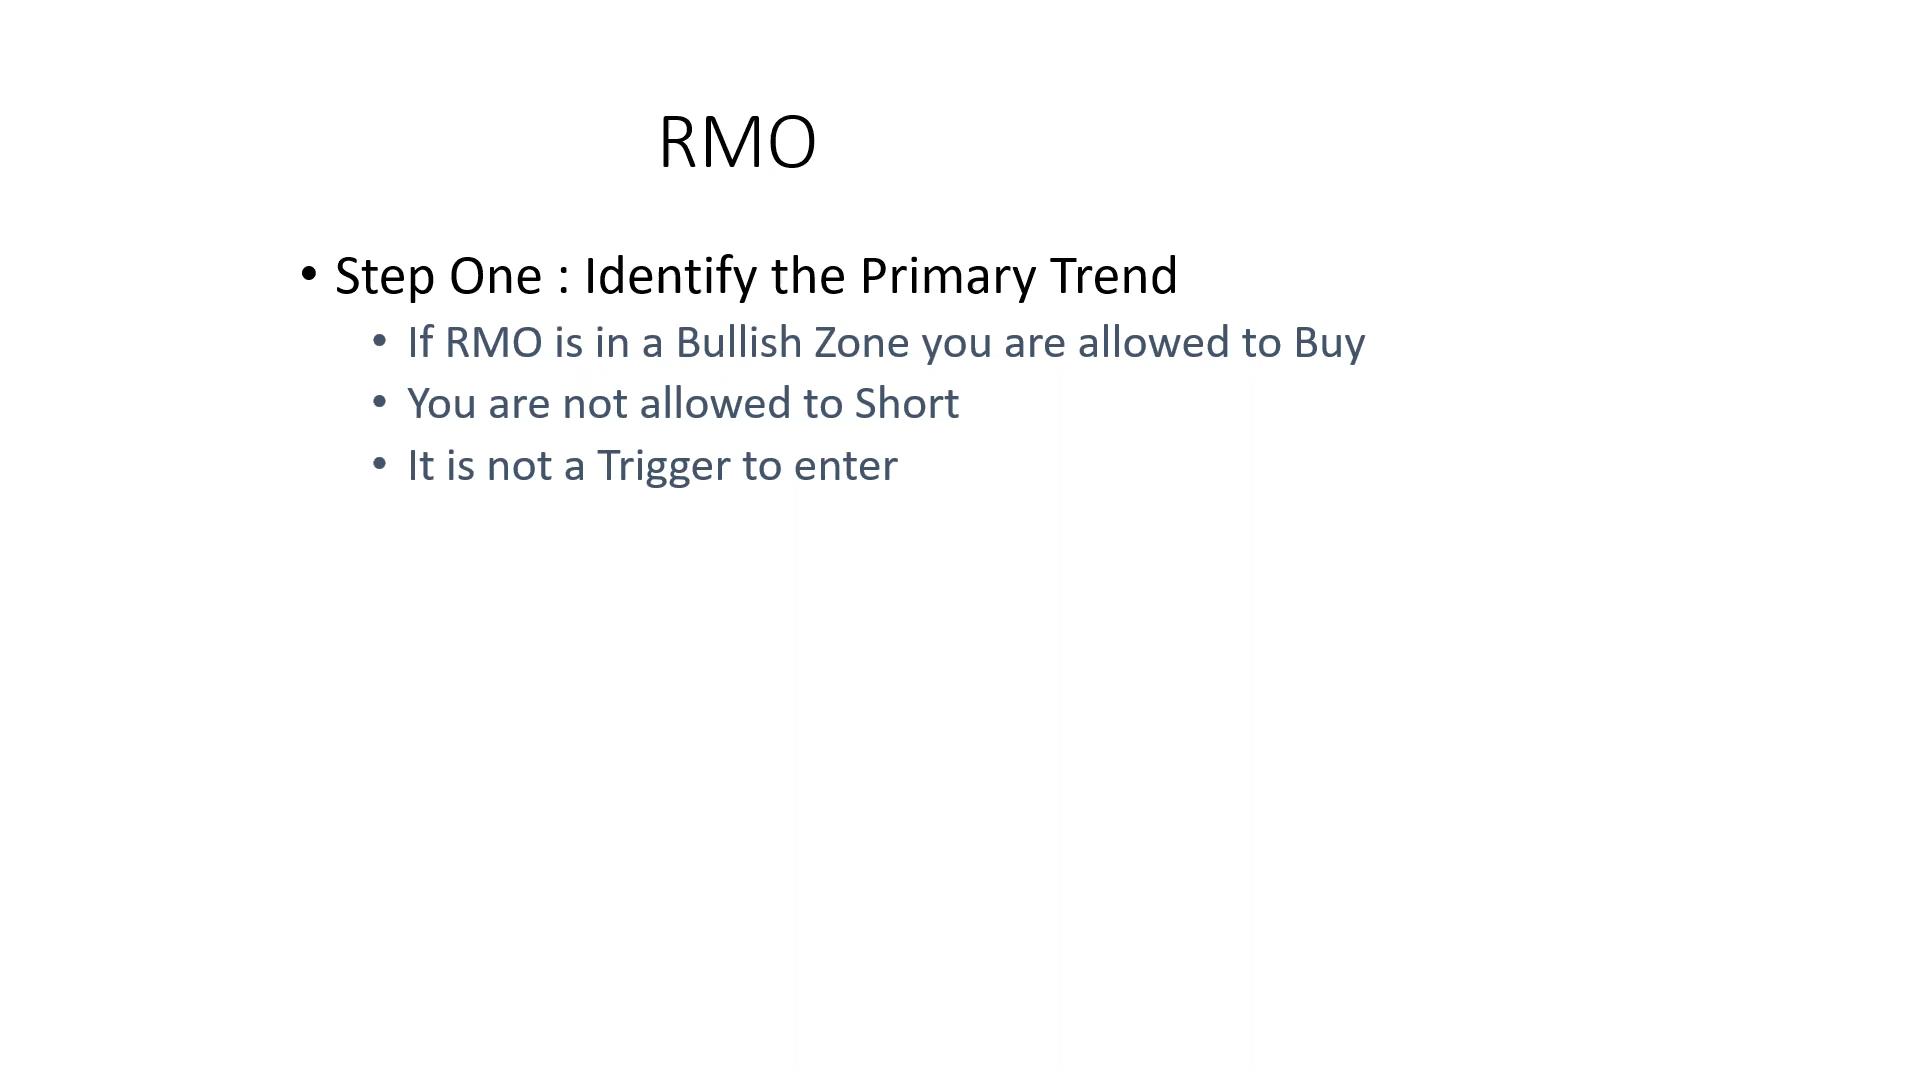 RMO
• Step One : Identify the Primary Trend
• If RMO is in a Bullish Zone you are allowed to Buy
• You are not allowed to Short
• It is not a Trigger to enter